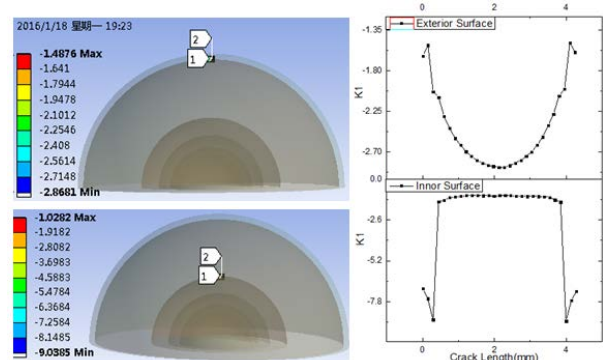 2016/1/18 星期一 19:23
-1.4876 Max
-1.641
-1.7944
-1.9478
-2.1012
-2.2546
-2.408
-2.5614
-2.7148
-2.8681 Min
2
1
-1.0282 Max
-1.9182
-2.8082
-3.6983
-4.5883
-5.4784
-6.3684
-7.2584
-8.1485
-9.0385 Min
2
1
0 2 4
Exterior Surface
-1.35
-1.80
-2.25
-2.70
K1
0.0
Innor Surface
-2.6
-5.2
-7.8
K1
0 2 4
Crack Length(mm)